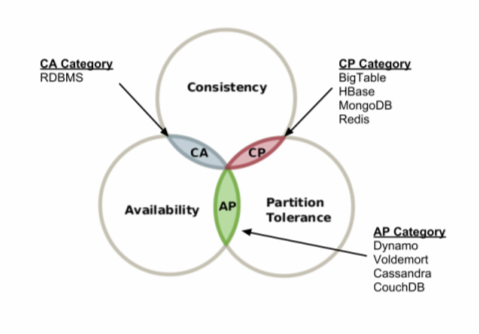 CA Category
RDBMS
CP Category
BigTable
HBase
MongoDB
Redis
Consistency
CA
CP
Availability
AP
Partition
Tolerance
AP Category
Dynamo
Voldemort
Cassandra
CouchDB